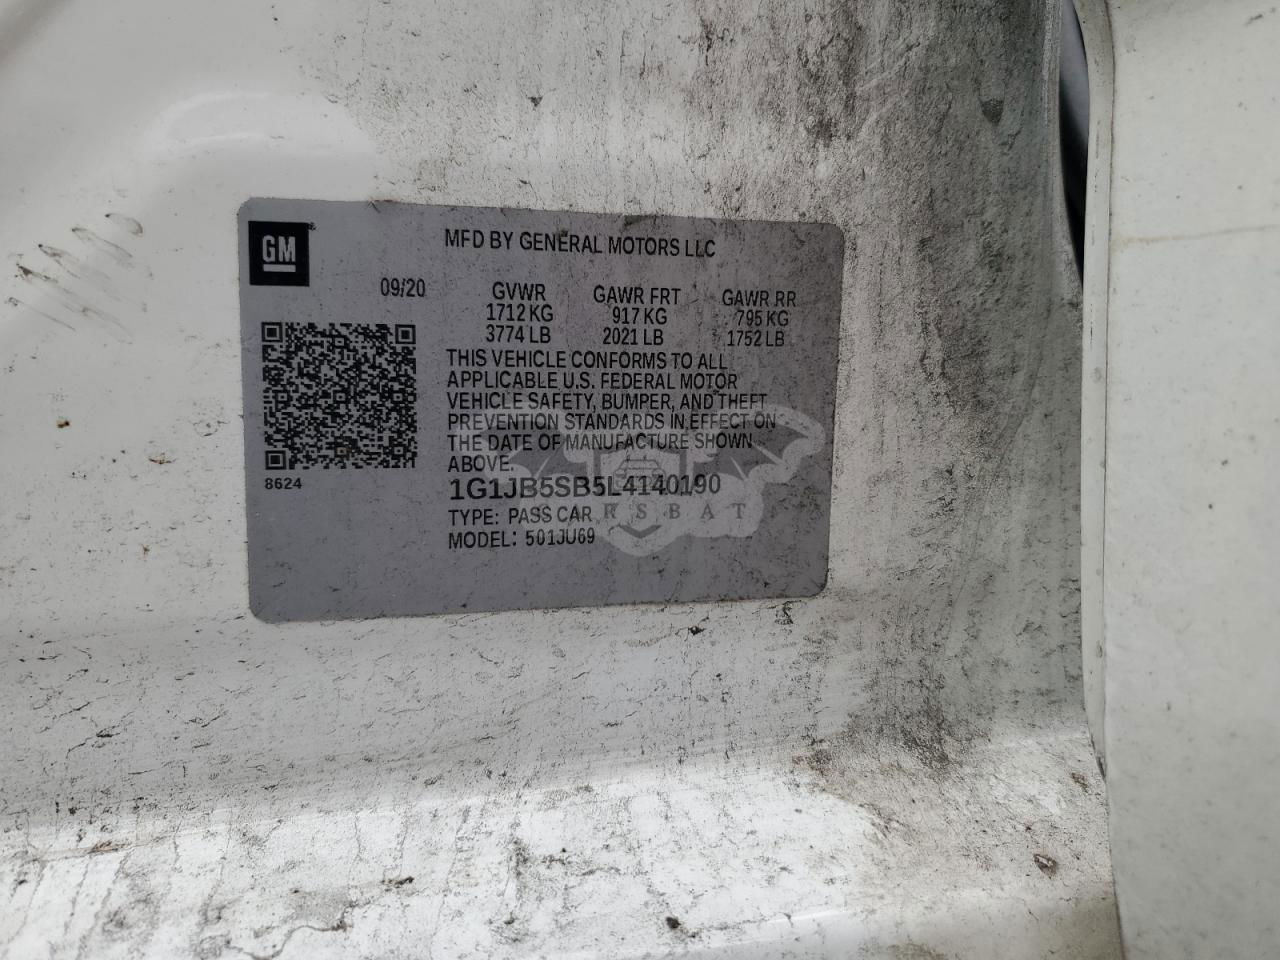 GM
MFD BY GENERAL MOTORS LLC
09/20
GVWR GAWR FRT GAWR RR
1712 KG 917 KG 795 KG
3774 LB 2021 LB 1752 LB
THIS VEHICLE CONFORMS TO ALL
APPLICABLE U.S. FEDERAL MOTOR
VEHICLE SAFETY, BUMPER, AND THEFT
PREVENTION STANDARDS IN EFFECT ON
THE DATE OF MANUFACTURE SHOWN
ABOVE.
8624
1G1JB5SB5L4140190
TYPE: PASS CAR
MODEL: 501JU69